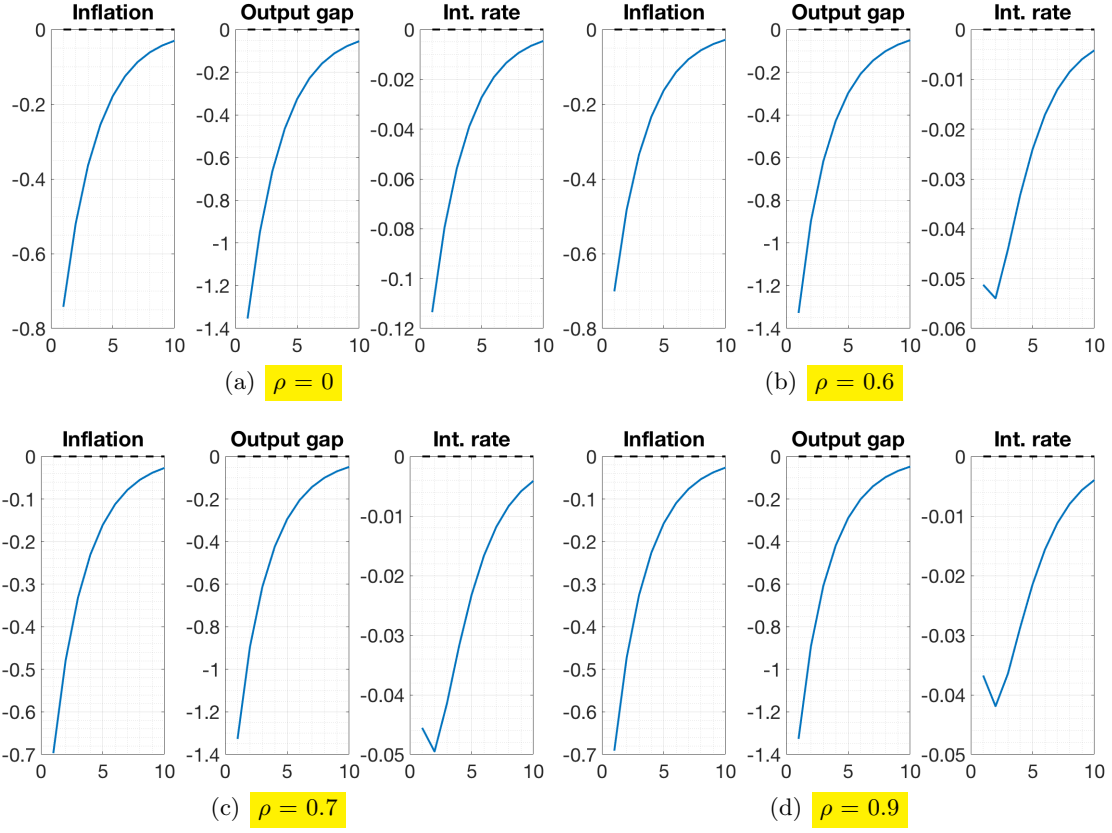 Inflation Output gap Int. rate Inflation Output gap Int. rate
0 0 0 0 0 0
-0.2 -0.2 -0.02 -0.2 -0.2 -0.01
-0.4 -0.04 -0.4 -0.02
-0.4 -0.6 -0.06 -0.4 -0.6 -0.03
-0.8 -0.8
-0.6 -1 -0.08 -0.6 -1 -0.04
-1.2 -0.1 -1.2 -0.05
-0.8 -1.4 -0.12 -0.8 -1.4 -0.06
0 5 10 0 5 10 0 5 10 0 5 10 0 5 10 0 5 10
(a) ρ = 0 (b) ρ = 0.6
Inflation Output gap Int. rate Inflation Output gap Int. rate
0 0 0 0 0 0
-0.1 -0.2 -0.01 -0.1 -0.2 -0.01
-0.2 -0.4 -0.2 -0.4
-0.3 -0.6 -0.02 -0.3 -0.6 -0.02
-0.4 -0.8 -0.03 -0.4 -0.8 -0.03
-0.5 -1 -0.04 -0.5 -1 -0.04
-0.6 -1.2 -0.6 -1.2
-0.7 -1.4 -0.05 -0.7 -1.4 -0.05
0 5 10 0 5 10 0 5 10 0 5 10 0 5 10 0 5 10
(c) ρ = 0.7 (d) ρ = 0.9